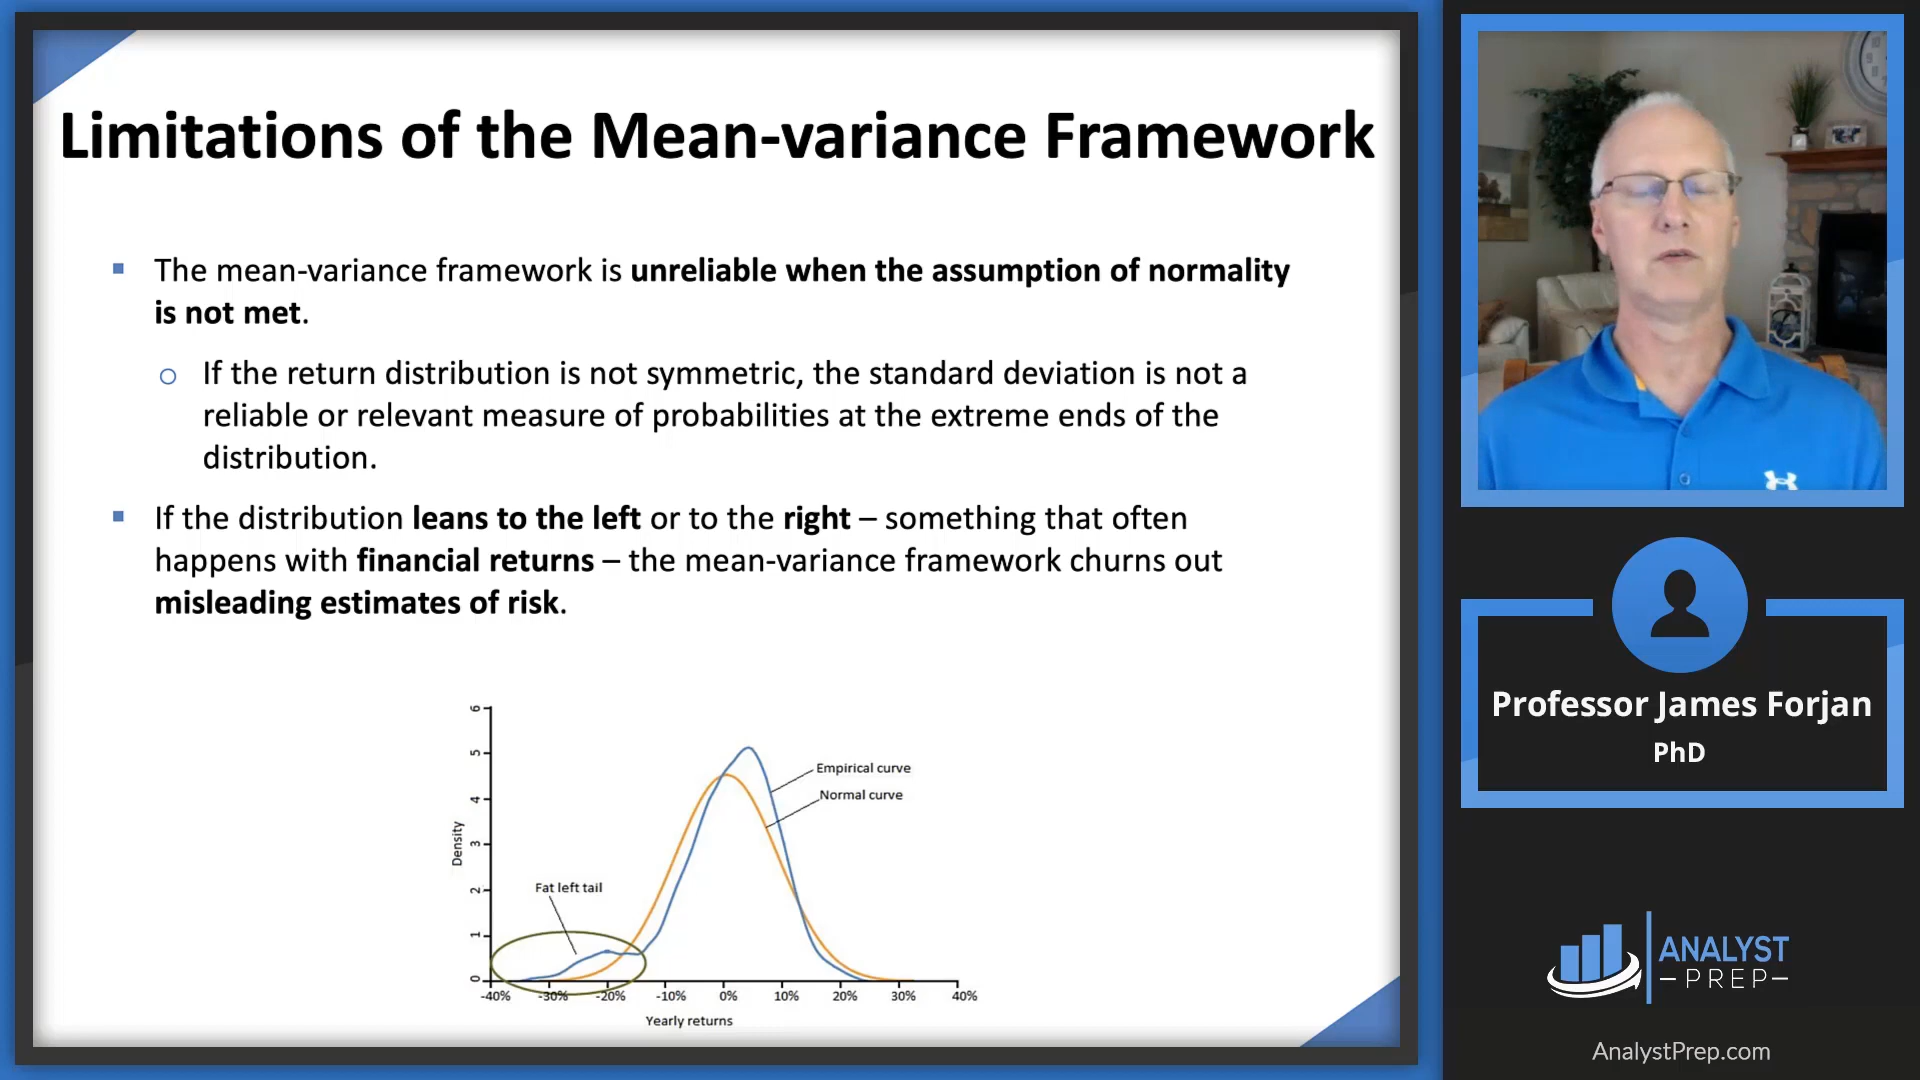 Limitations of the Mean-variance Framework
The mean-variance framework is unreliable when the assumption of normality
is not met.
If the return distribution is not symmetric, the standard deviation is not a
reliable or relevant measure of probabilities at the extreme ends of the
distribution.
If the distribution leans to the left or to the right – something that often
happens with financial returns – the mean-variance framework churns out
misleading estimates of risk.
6
5
4
3
2
1
0
Density
Empirical curve
Normal curve
Fat left tail
-40% -30% -20% -10% 0% 10% 20% 30% 40%
Yearly returns
Professor James Forjan
PhD
ANALYST
PREP
AnalystPrep.com